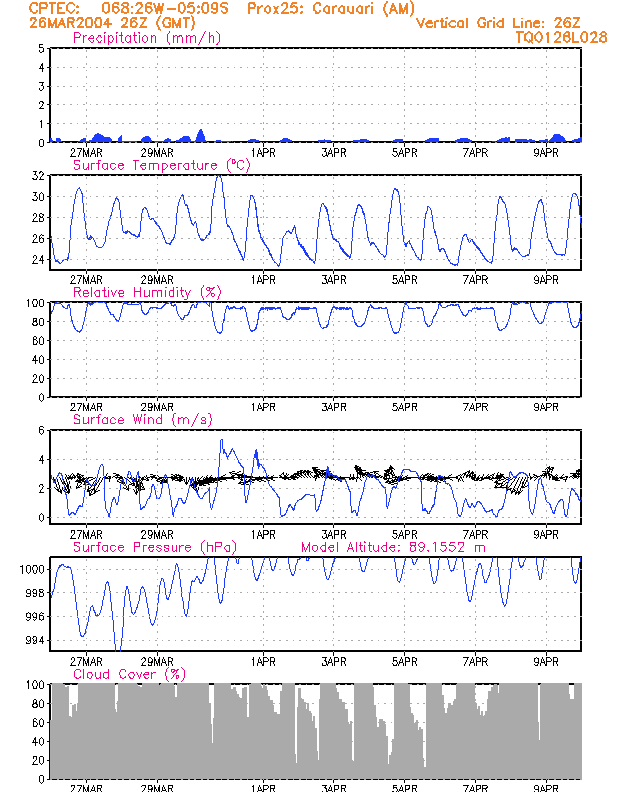 CPTEC: 068:26W-05:09S Prox25: Carauari (AM)
26MAR2004 26Z (GMT) Vertical Grid Line: 26Z
Precipitation (mm/h) TQ0126L028
5
4
3
2
1
0
27MAR 29MAR 1APR 3APR 5APR 7APR 9APR
Surface Temperature (°C)
32
30
28
26
24
27MAR 29MAR 1APR 3APR 5APR 7APR 9APR
Relative Humidity (%)
100
80
60
40
20
0
27MAR 29MAR 1APR 3APR 5APR 7APR 9APR
Surface Wind (m/s)
6
4
2
0
27MAR 29MAR 1APR 3APR 5APR 7APR 9APR
Surface Pressure (hPa) Model Altitude: 89.1552 m
1000
998
996
994
27MAR 29MAR 1APR 3APR 5APR 7APR 9APR
Cloud Cover (%)
100
80
60
40
20
0
27MAR 29MAR 1APR 3APR 5APR 7APR 9APR